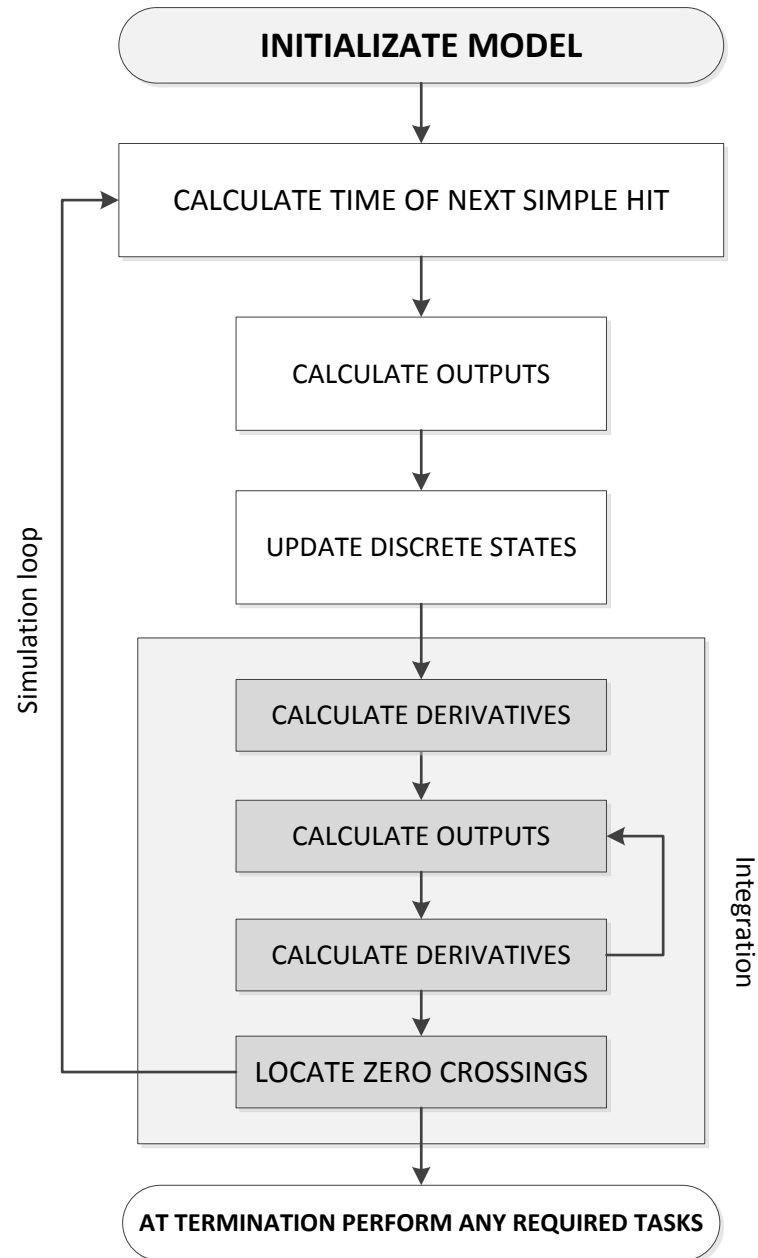 INITIALIZATE MODEL
CALCULATE TIME OF NEXT SIMPLE HIT
CALCULATE OUTPUTS
UPDATE DISCRETE STATES
Simulation loop
CALCULATE DERIVATIVES
CALCULATE OUTPUTS
Integration
CALCULATE DERIVATIVES
LOCATE ZERO CROSSINGS
AT TERMINATION PERFORM ANY REQUIRED TASKS